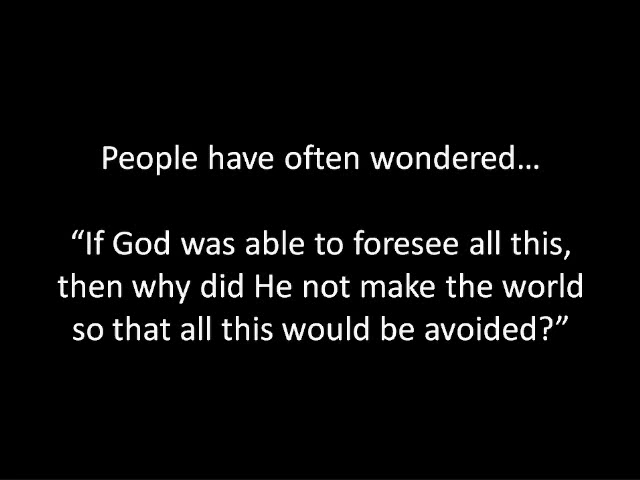 People have often wondered...
“If God was able to foresee all this,
then why did He not make the world
so that all this would be avoided?”